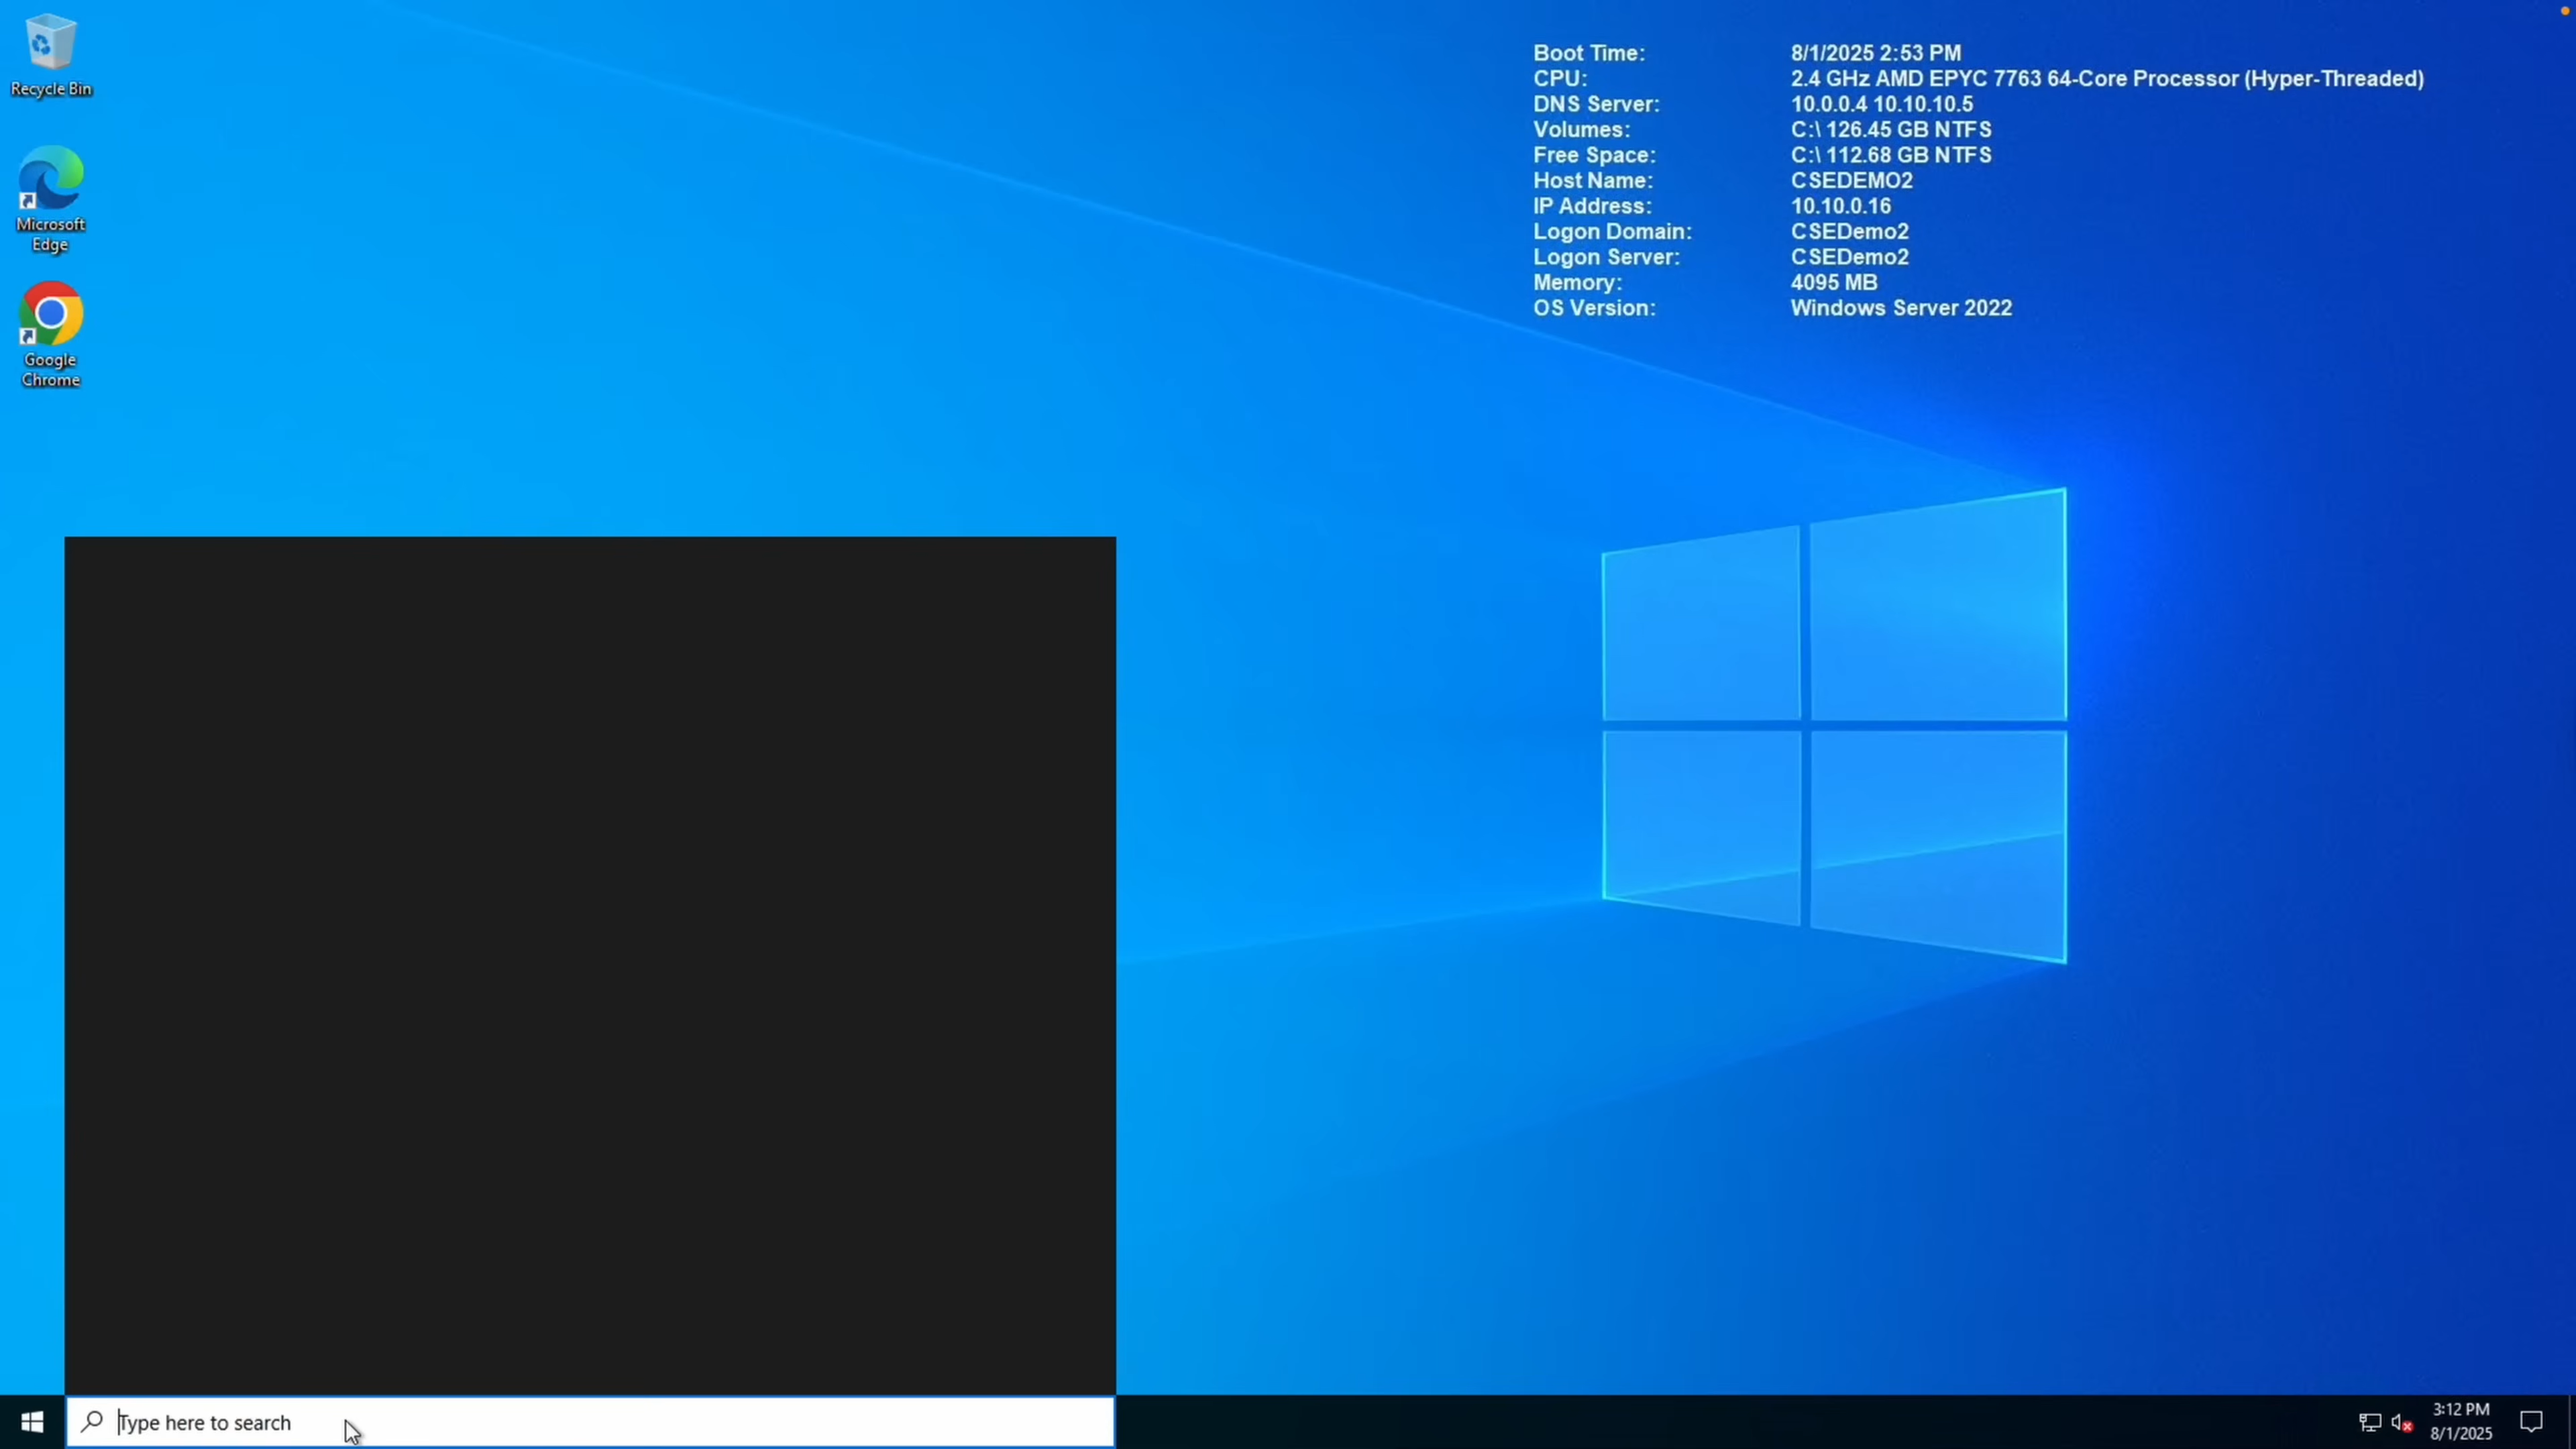 Recycle Bin
Microsoft
Edge
Google
Chrome
Boot Time: 8/1/2025 2:53 PM
CPU: 2.4 GHz AMD EPYC 7763 64-Core Processor (Hyper-Threaded)
DNS Server: 10.0.0.4 10.10.10.5
Volumes: C:\ 126.45 GB NTFS
Free Space: C:\ 112.68 GB NTFS
Host Name: CSEDEMO2
IP Address: 10.10.0.16
Logon Domain: CSEDemo2
Logon Server: CSEDemo2
Memory: 4095 MB
OS Version: Windows Server 2022
Type here to search
3:12 PM
8/1/2025